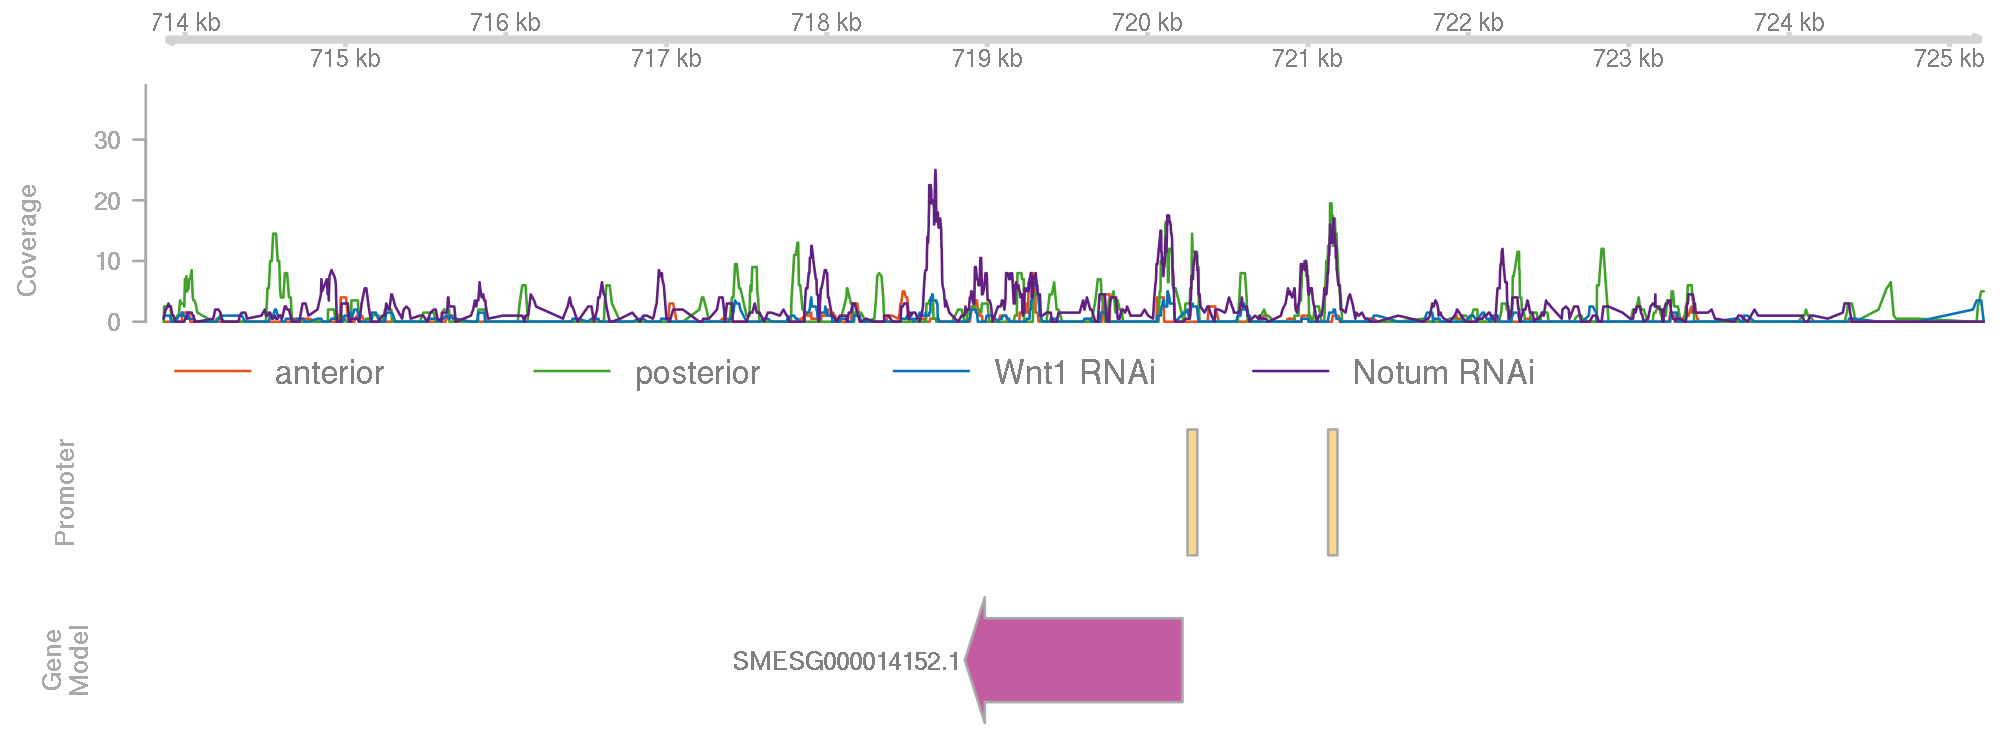 714 kb 716 kb 718 kb 720 kb 722 kb 724 kb
715 kb 717 kb 719 kb 721 kb 723 kb 725 kb
Coverage
30
20
10
0
anterior posterior Wnt1 RNAi Notum RNAi
Promoter
Gene
Model
SMESG000014152.1